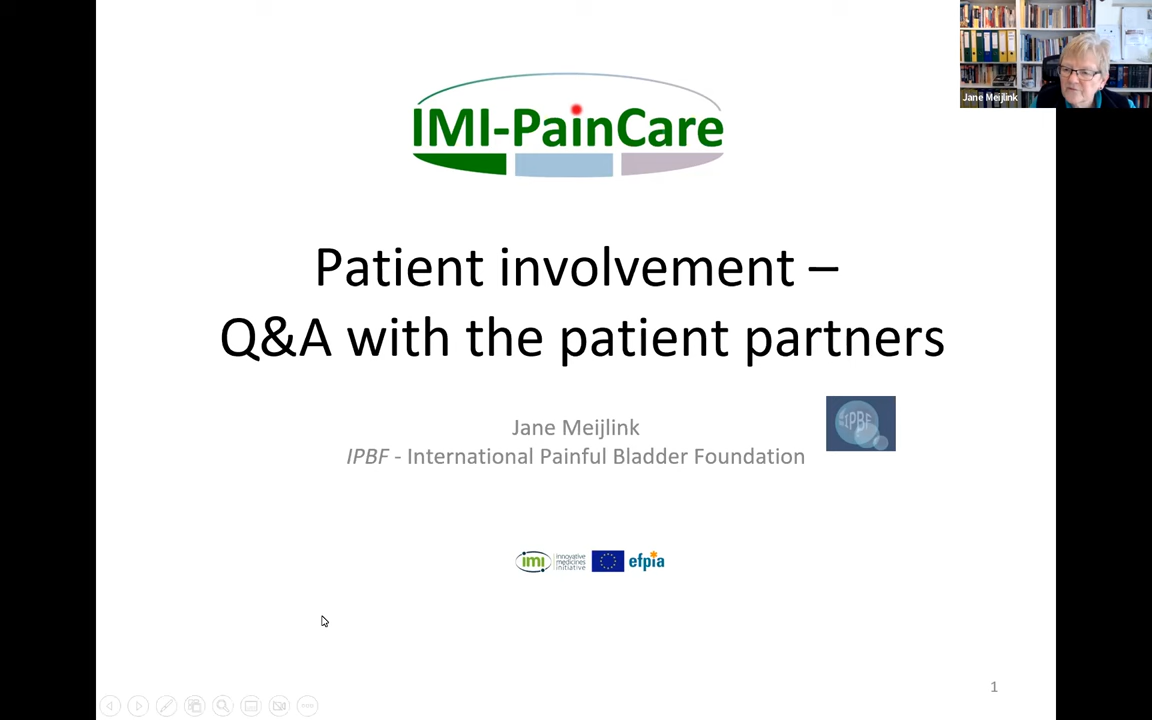 Jane Meijlink
IMI-PainCare
Patient involvement –
Q&A with the patient partners
Jane Meijlink
IPBF - International Painful Bladder Foundation
IPBF
imi innovative medicines initiative
efpia
1